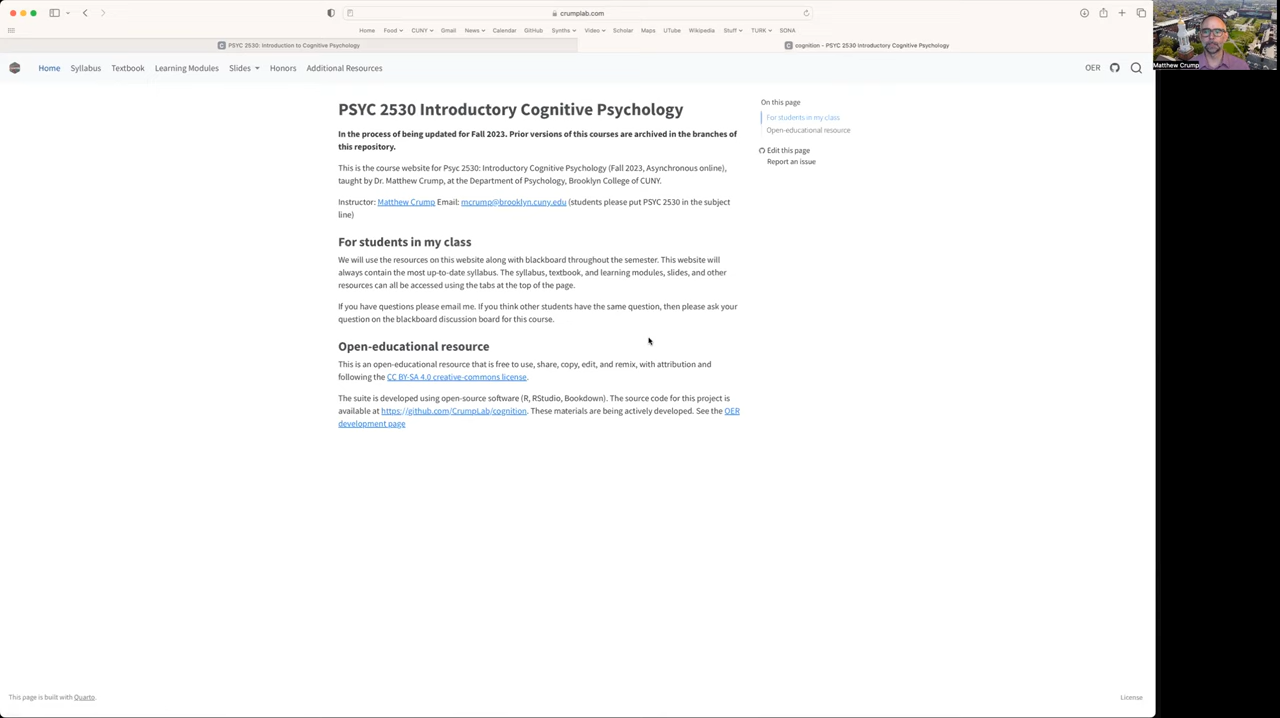 crumplab.com
Home Food CUNY Gmail News Calendar GitHub Synths Video Scholar Maps UTube Wikipedia Stuff TURK SONA
PSYC 2530: Introduction to Cognitive Psychology
cognition - PSYC 2530 Introductory Cognitive Psychology
Matthew Crump
Home Syllabus Textbook Learning Modules Slides Honors Additional Resources OER
PSYC 2530 Introductory Cognitive Psychology
In the process of being updated for Fall 2023. Prior versions of this courses are archived in the branches of
this repository.
This is the course website for Psyc 2530: Introductory Cognitive Psychology (Fall 2023, Asynchronous online),
taught by Dr. Matthew Crump, at the Department of Psychology, Brooklyn College of CUNY.
Instructor: Matthew Crump Email: mcrump@brooklyn.cuny.edu (students please put PSYC 2530 in the subject
line)
For students in my class
We will use the resources on this website along with blackboard throughout the semester. This website will
always contain the most up-to-date syllabus. The syllabus, textbook, and learning modules, slides, and other
resources can all be accessed using the tabs at the top of the page.
If you have questions please email me. If you think other students have the same question, then please ask your
question on the blackboard discussion board for this course.
Open-educational resource
This is an open-educational resource that is free to use, share, copy, edit, and remix, with attribution and
following the CC BY-SA 4.0 creative-commons license.
The suite is developed using open-source software (R, RStudio, Bookdown). The source code for this project is
available at https://github.com/CrumpLab/cognition. These materials are being actively developed. See the OER
development page
On this page
For students in my class
Open-educational resource
Edit this page
Report an issue
This page is built with Quarto.
License